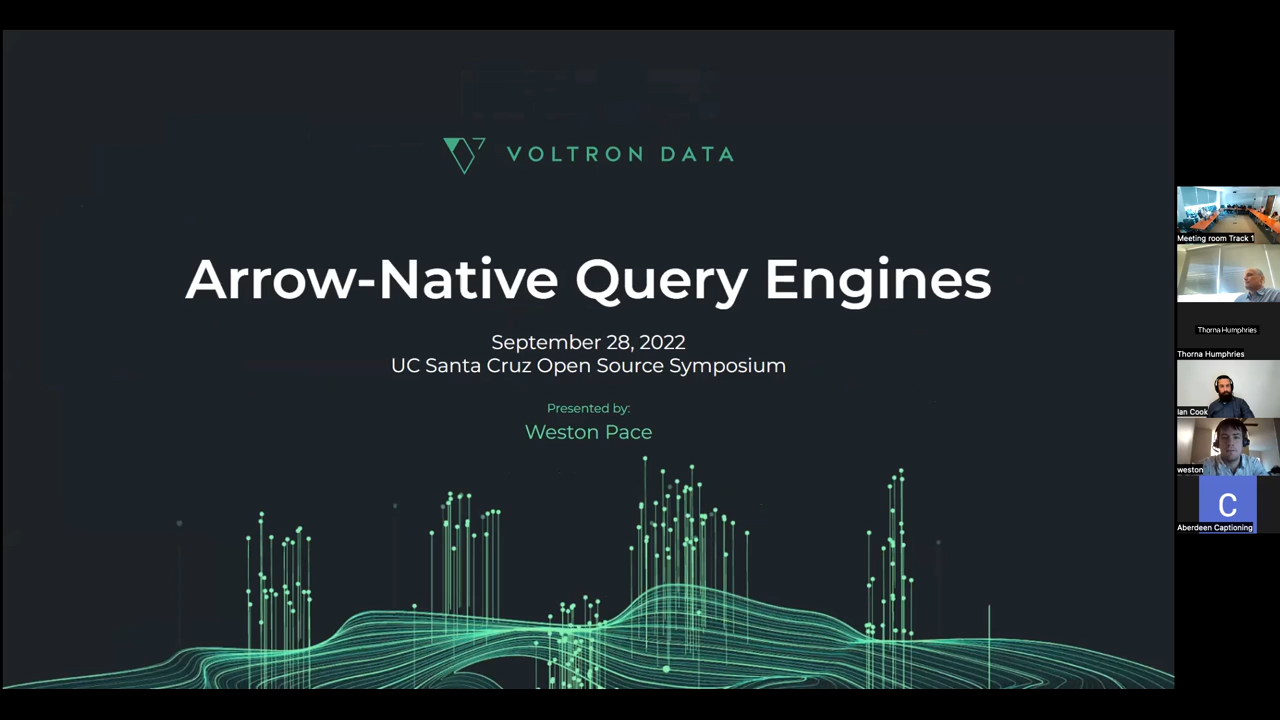 VOLTRON DATA
Arrow-Native Query Engines
September 28, 2022
UC Santa Cruz Open Source Symposium
Presented by:
Weston Pace
Meeting room Track 1
Thorna Humphries
Thorna Humphries
Ian Cook
weston
C
Aberdeen Captioning